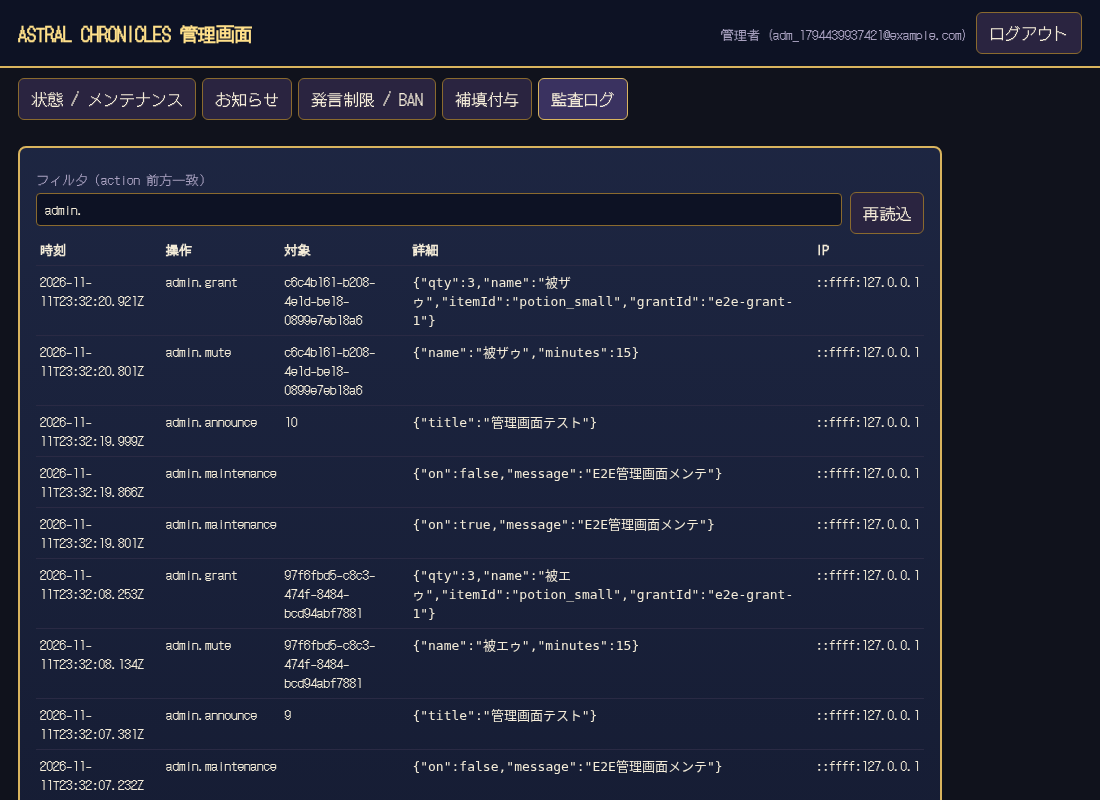 ASTRAL CHRONICLES 管理画面
管理者 (adm_1794439937421@example.com)
ログアウト
状態 / メンテナンス
お知らせ
発言制限 / BAN
補填付与
監査ログ
フィルタ (action 前方一致)
admin.
再読込
時刻 操作 対象 詳細 IP
2026-11-11T23:32:20.921Z admin.grant c6c4b161-b208-4e1d-be18-0899e7eb18a6 {"qty":3,"name":"被ザゥ","itemId":"potion_small","grantId":"e2e-grant-1"} ::ffff:127.0.0.1
2026-11-11T23:32:20.801Z admin.mute c6c4b161-b208-4e1d-be18-0899e7eb18a6 {"name":"被ザゥ","minutes":15} ::ffff:127.0.0.1
2026-11-11T23:32:19.999Z admin.announce 10 {"title":"管理画面テスト"} ::ffff:127.0.0.1
2026-11-11T23:32:19.866Z admin.maintenance {"on":false,"message":"E2E管理画面メンテ"} ::ffff:127.0.0.1
2026-11-11T23:32:19.801Z admin.maintenance {"on":true,"message":"E2E管理画面メンテ"} ::ffff:127.0.0.1
2026-11-11T23:32:08.253Z admin.grant 97f6fbd5-c8c3-474f-8484-bcd94abf7881 {"qty":3,"name":"被エゥ","itemId":"potion_small","grantId":"e2e-grant-1"} ::ffff:127.0.0.1
2026-11-11T23:32:08.134Z admin.mute 97f6fbd5-c8c3-474f-8484-bcd94abf7881 {"name":"被エゥ","minutes":15} ::ffff:127.0.0.1
2026-11-11T23:32:07.381Z admin.announce 9 {"title":"管理画面テスト"} ::ffff:127.0.0.1
2026-11-11T23:32:07.232Z admin.maintenance {"on":false,"message":"E2E管理画面メンテ"} ::ffff:127.0.0.1